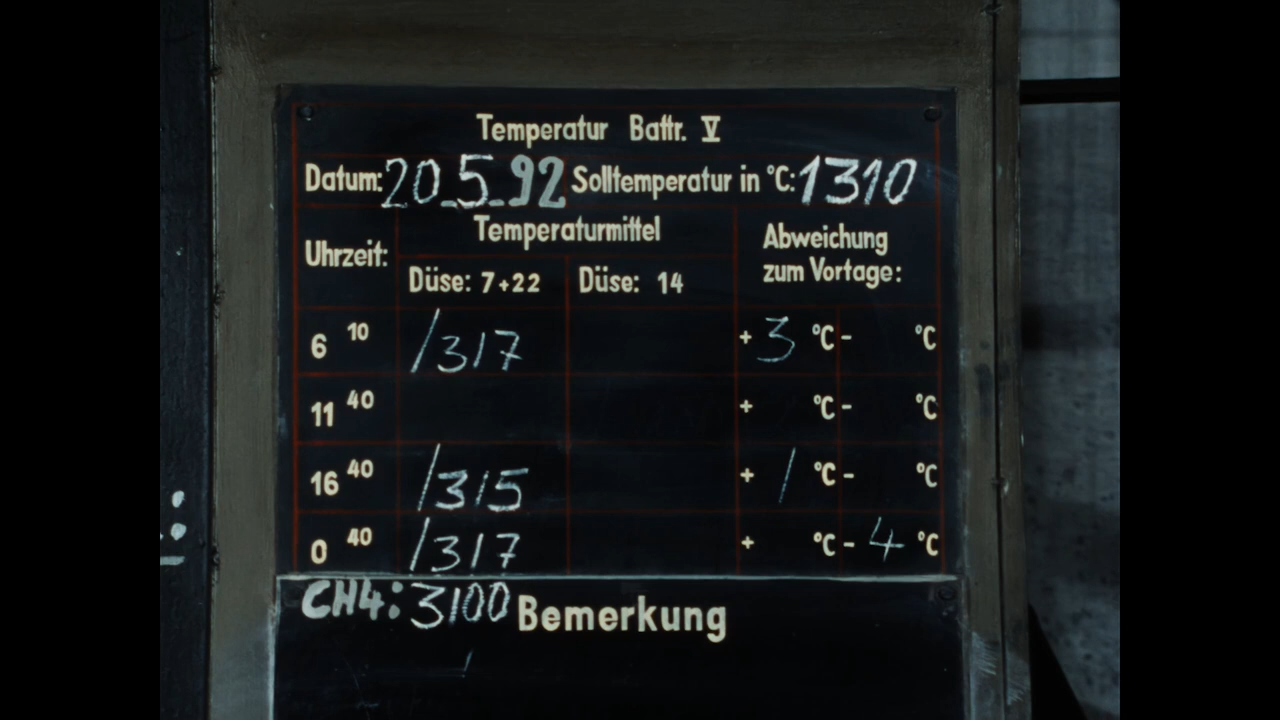 Temperatur Battr. V
Datum: 20.5.92 Solltemperatur in °C: 1310
Uhrzeit: Temperaturmittel Abweichung zum Vortage:
Düse: 7+22 Düse: 14
6 10 1317 + 3 °C - °C
11 40 + °C - °C
16 40 1315 + 1 °C - °C
0 40 1317 + °C - 4 °C
CH4: 3100 Bemerkung